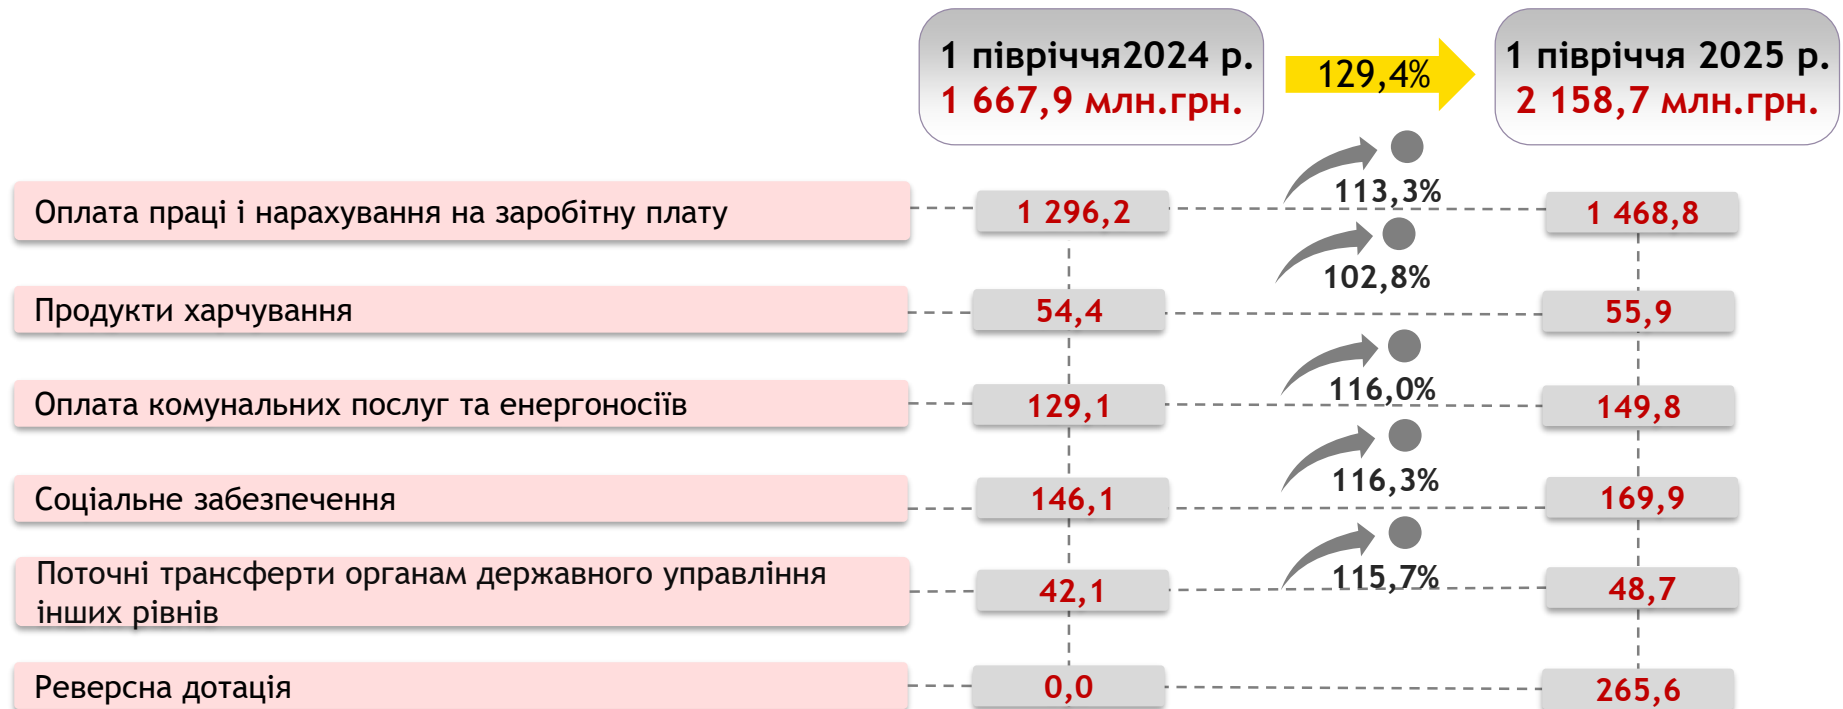 1 півріччя2024 р.
1 667,9 млн.грн.
129,4%
1 півріччя 2025 р.
2 158,7 млн.грн.
Оплата праці і нарахування на заробітну плату
1 296,2
113,3%
1 468,8
102,8%
Продукти харчування
54,4
55,9
Оплата комунальних послуг та енергоносіїв
129,1
116,0%
149,8
Соціальне забезпечення
146,1
116,3%
169,9
Поточні трансферти органам державного управління
інших рівнів
42,1
115,7%
48,7
Реверсна дотація
0,0
265,6